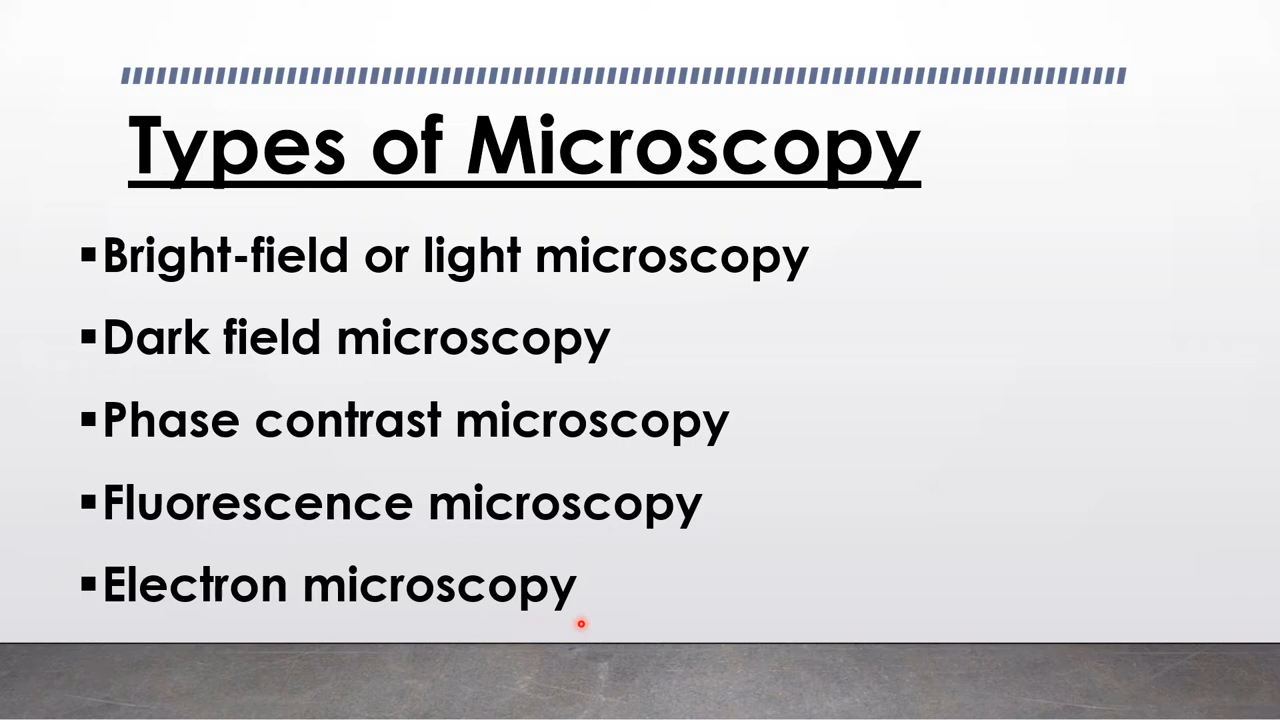 Types of Microscopy
▪Bright-field or light microscopy
▪Dark field microscopy
▪Phase contrast microscopy
▪Fluorescence microscopy
▪Electron microscopy